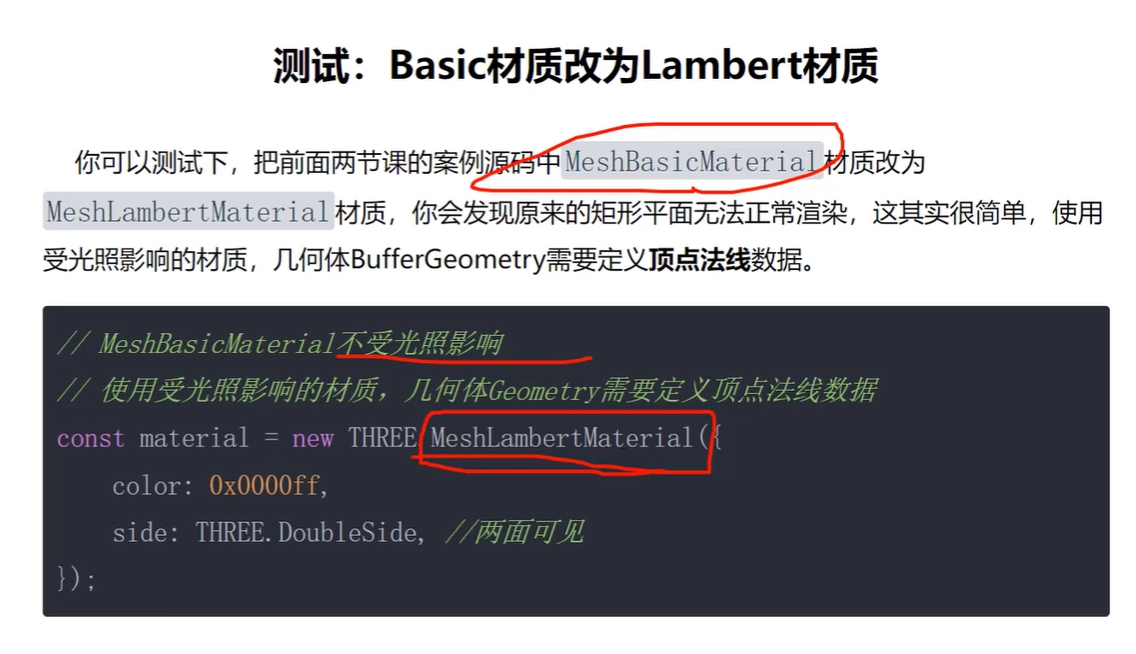 测试：Basic材质改为Lambert材质
你可以测试下，把前面两节课的案例源码中MeshBasicMaterial材质改为
MeshLambertMaterial材质，你会发现原来的矩形平面无法正常渲染，这其实很简单，使用
受光照影响的材质，几何体BufferGeometry需要定义顶点法线数据。
// MeshBasicMaterial不受光照影响
// 使用受光照影响的材质，几何体Geometry需要定义顶点法线数据
const material = new THREE.MeshLambertMaterial({
    color: 0x0000ff,
    side: THREE.DoubleSide, //两面可见
});